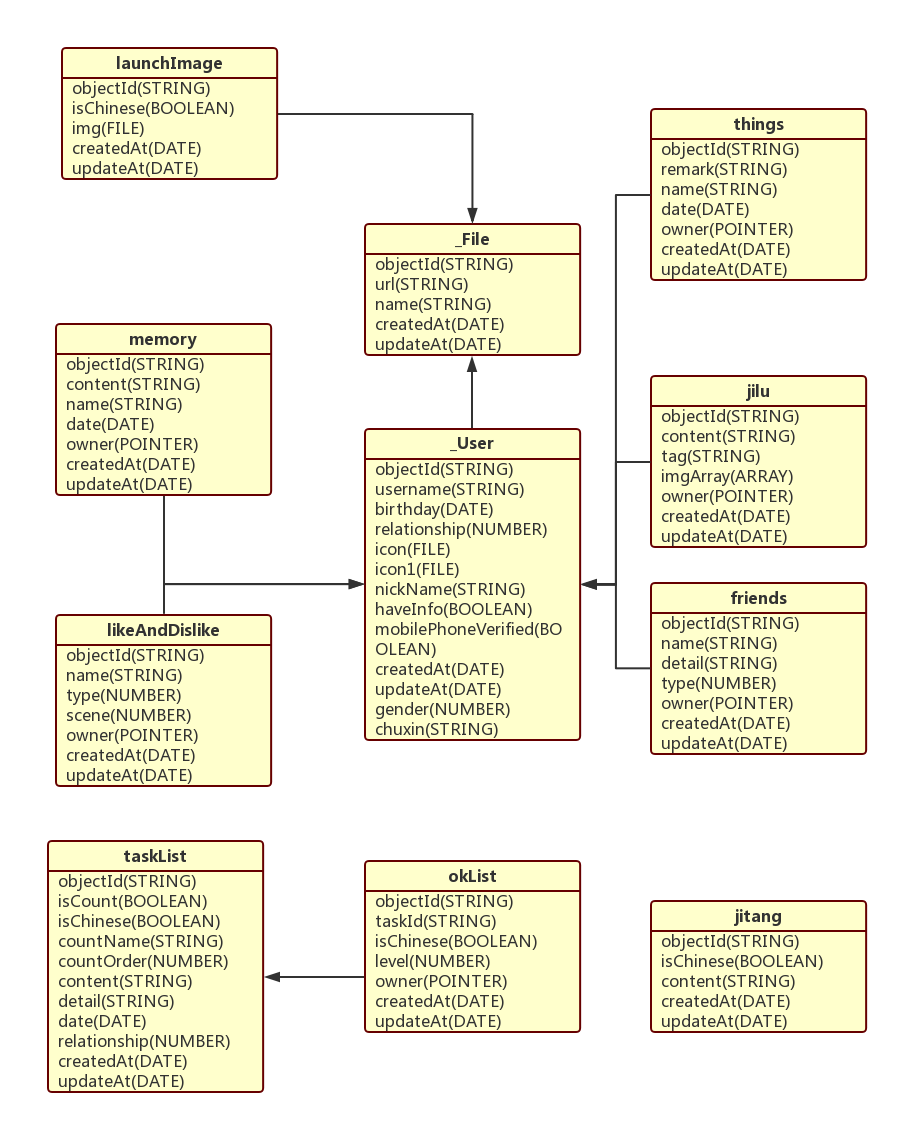 launchImage
objectId(STRING)
isChinese(BOOLEAN)
img(FILE)
createdAt(DATE)
updateAt(DATE)
things
objectId(STRING)
remark(STRING)
name(STRING)
date(DATE)
owner(POINTER)
createdAt(DATE)
updateAt(DATE)
_File
objectId(STRING)
url(STRING)
name(STRING)
createdAt(DATE)
updateAt(DATE)
memory
objectId(STRING)
content(STRING)
name(STRING)
date(DATE)
owner(POINTER)
createdAt(DATE)
updateAt(DATE)
jilu
objectId(STRING)
content(STRING)
tag(STRING)
imgArray(ARRAY)
owner(POINTER)
createdAt(DATE)
updateAt(DATE)
_User
objectId(STRING)
username(STRING)
birthday(DATE)
relationship(NUMBER)
icon(FILE)
icon1(FILE)
nickName(STRING)
haveInfo(BOOLEAN)
mobilePhoneVerified(BO
OLEAN)
createdAt(DATE)
updateAt(DATE)
gender(NUMBER)
chuxin(STRING)
friends
objectId(STRING)
name(STRING)
detail(STRING)
type(NUMBER)
owner(POINTER)
createdAt(DATE)
updateAt(DATE)
likeAndDislike
objectId(STRING)
name(STRING)
type(NUMBER)
scene(NUMBER)
owner(POINTER)
createdAt(DATE)
updateAt(DATE)
taskList
objectId(STRING)
isCount(BOOLEAN)
isChinese(BOOLEAN)
countName(STRING)
countOrder(NUMBER)
content(STRING)
detail(STRING)
date(DATE)
relationship(NUMBER)
createdAt(DATE)
updateAt(DATE)
okList
objectId(STRING)
taskId(STRING)
isChinese(BOOLEAN)
level(NUMBER)
owner(POINTER)
createdAt(DATE)
updateAt(DATE)
jitang
objectId(STRING)
isChinese(BOOLEAN)
content(STRING)
createdAt(DATE)
updateAt(DATE)